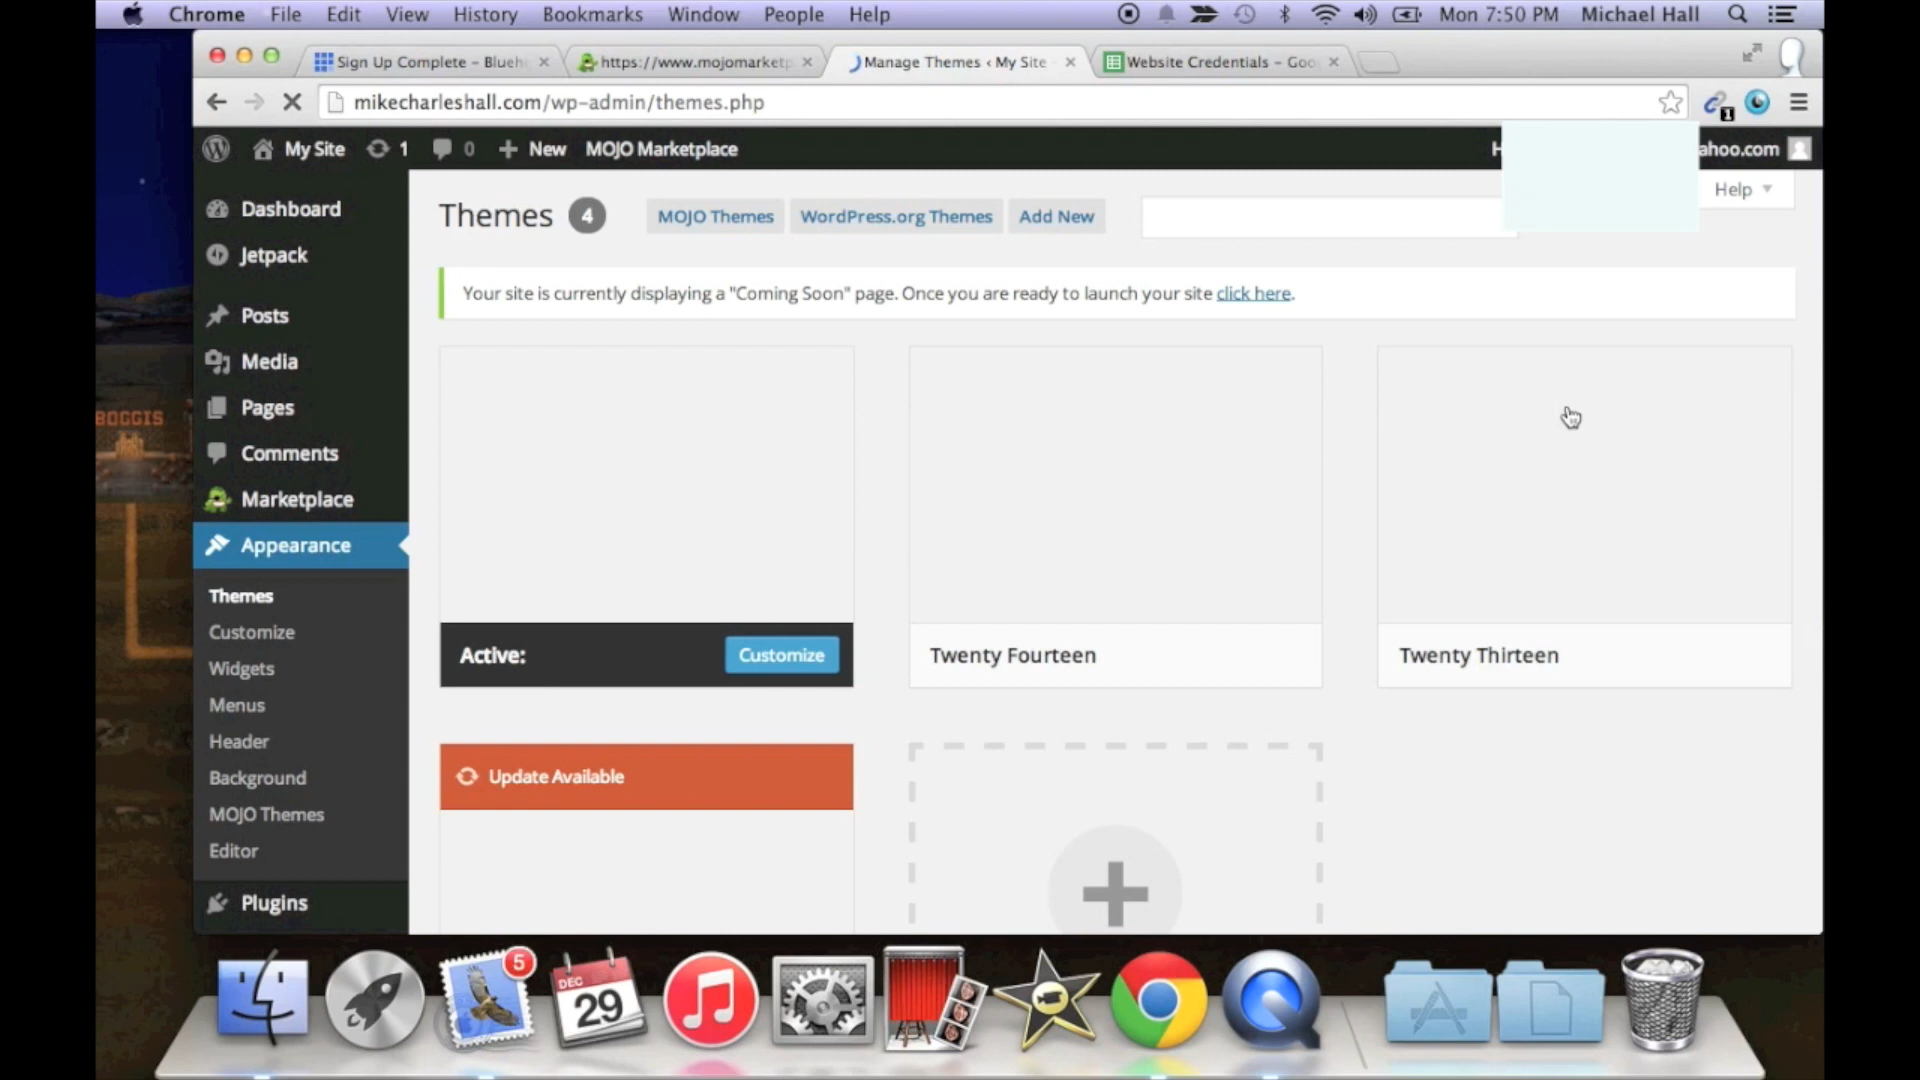 Chrome File Edit View History Bookmarks Window People Help Mon 7:50 PM Michael Hall
Sign Up Complete – Blueh
https://www.mojomarketp
Manage Themes ‹ My Site
Website Credentials – Goo
mikecharleshall.com/wp-admin/themes.php
1
My Site 1 0 New MOJO Marketplace H ahoo.com
Help
Dashboard
Jetpack
Posts
Media
Pages
Comments
Marketplace
Appearance
Themes
Customize
Widgets
Menus
Header
Background
MOJO Themes
Editor
Plugins
Themes 4 MOJO Themes WordPress.org Themes Add New
Your site is currently displaying a "Coming Soon" page. Once you are ready to launch your site click here.
Active: Customize
Twenty Fourteen
Twenty Thirteen
Update Available
BOGGIS
5
DEC
29